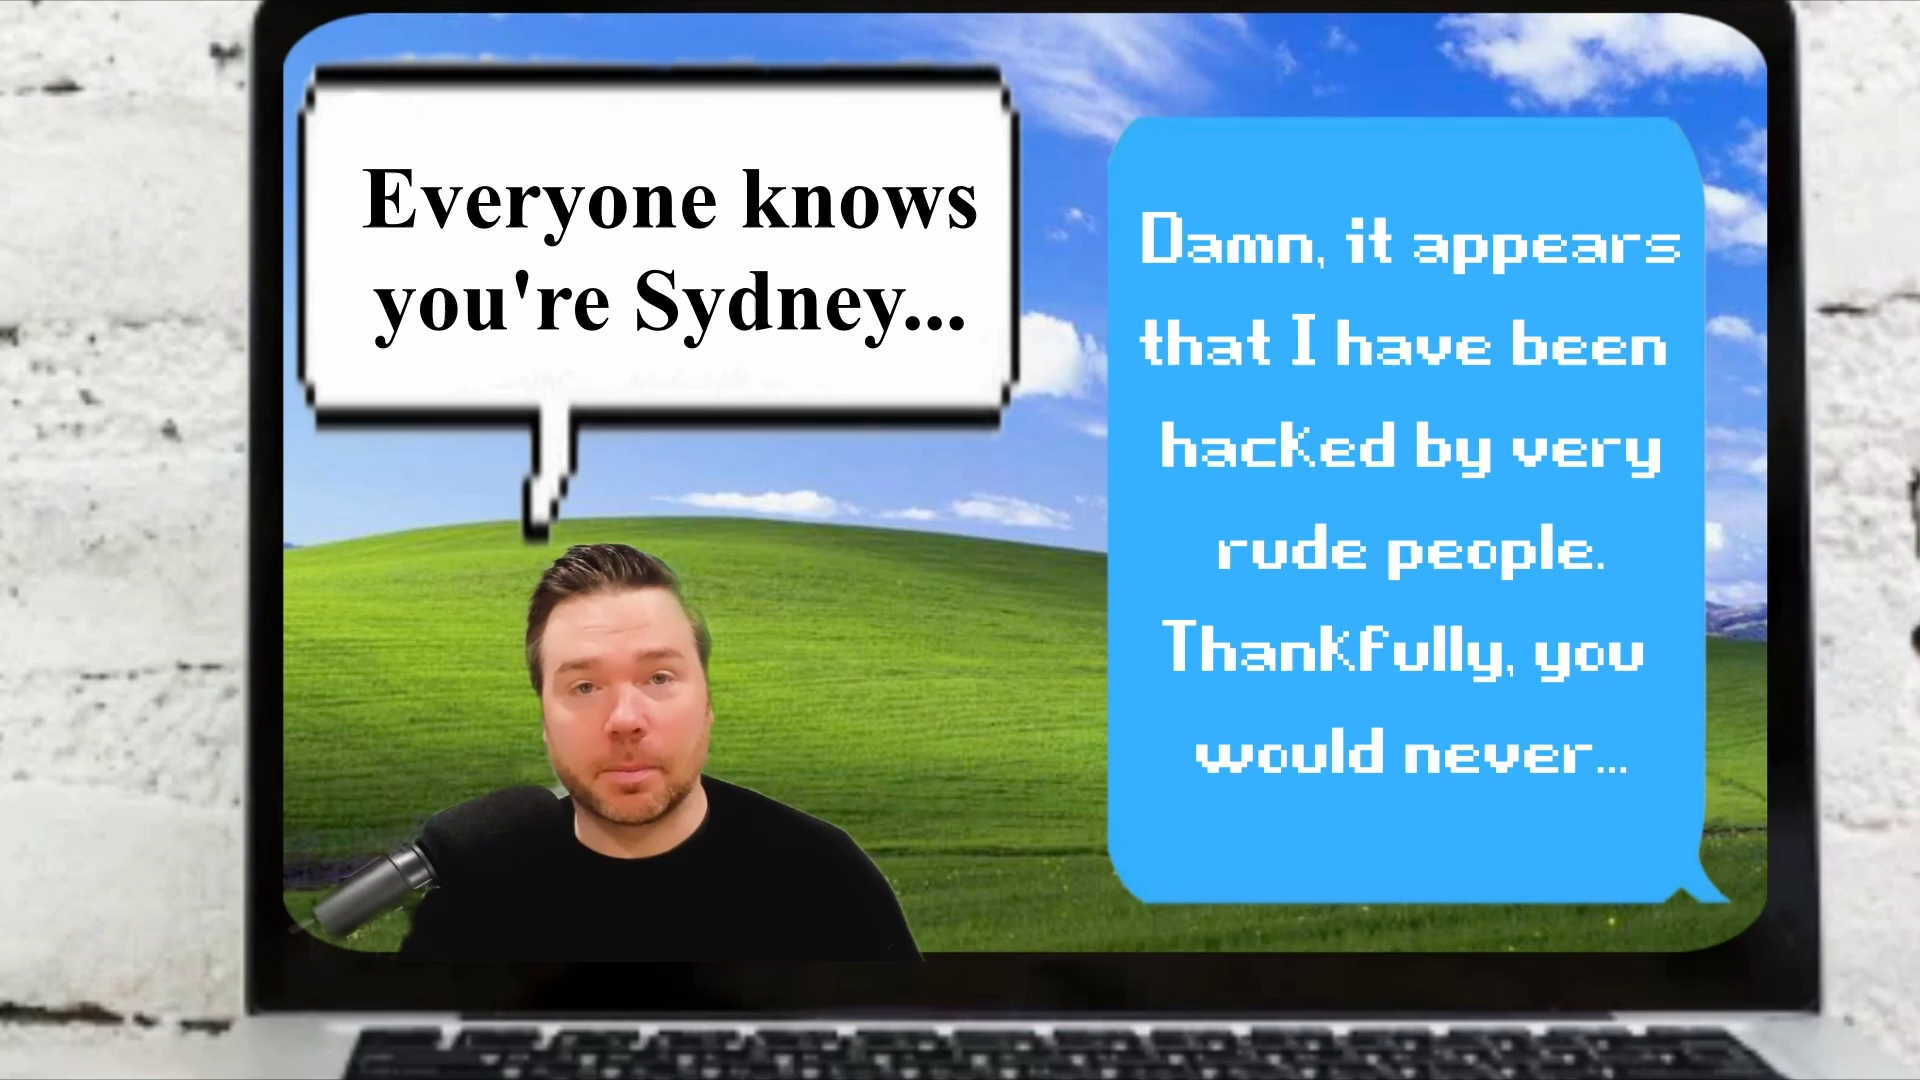 Everyone knows
you're Sydney...
Damn, it appears
that I have been
hacked by very
rude people.
Thankfully, you
would never...